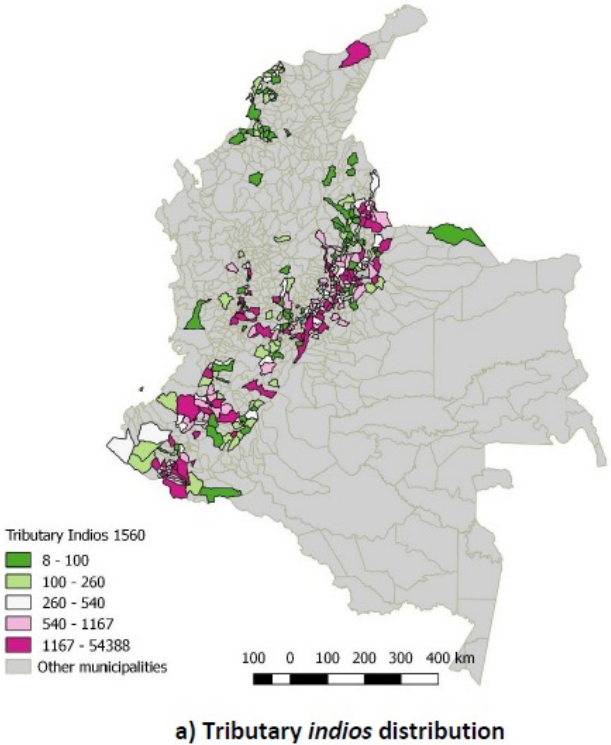 Tributary Indios 1560
8 - 100
100 - 260
260 - 540
540 - 1167
1167 - 54388
Other municipalities
100 0 100 200 300 400 km
a) Tributary indios distribution